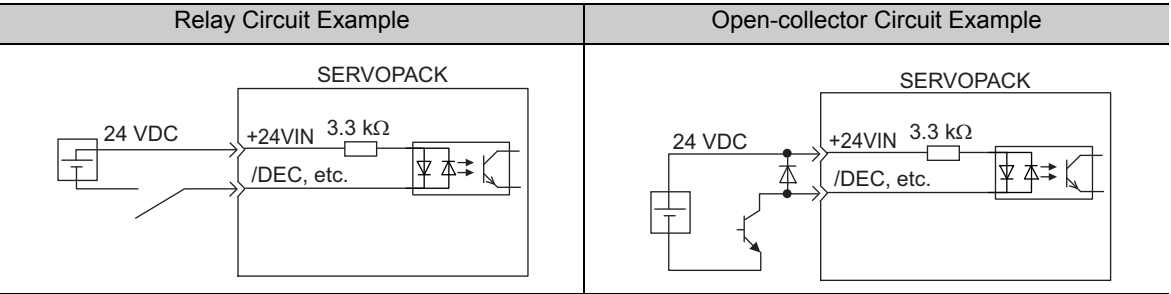 Relay Circuit Example
Open-collector Circuit Example
SERVOPACK
24 VDC
+24VIN
3.3 kΩ
/DEC, etc.
SERVOPACK
24 VDC
+24VIN
3.3 kΩ
/DEC, etc.